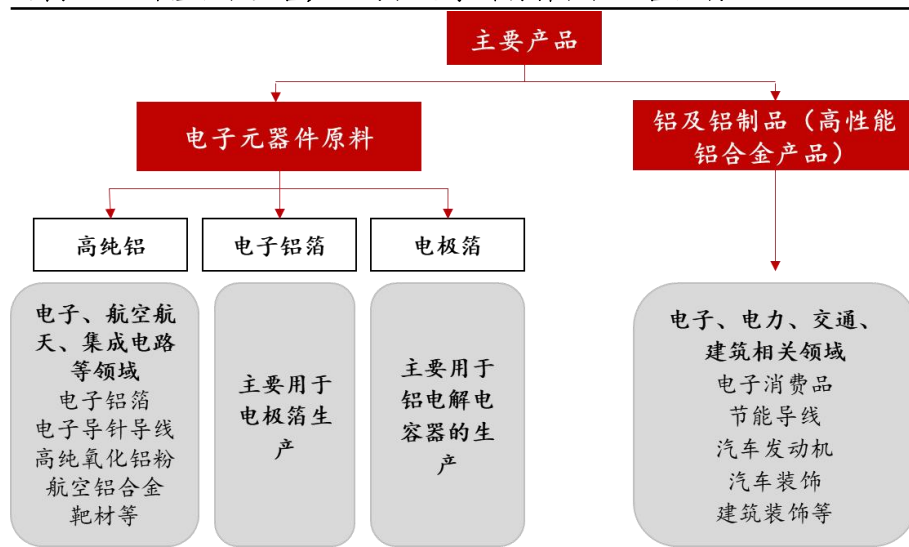 主要产品
电子元器件原料
铝及铝制品（高性能
铝合金产品）
高纯铝
电子铝箔
电极箔
电子、航空航
天、集成电路
等领域
电子铝箔
电子导针导线
高纯氧化铝粉
航空铝合金
靶材等
主要用于
电极箔生
产
主要用于
铝电解电
容器的生
产
电子、电力、交通、
建筑相关领域
电子消费品
节能导线
汽车发动机
汽车装饰
建筑装饰等